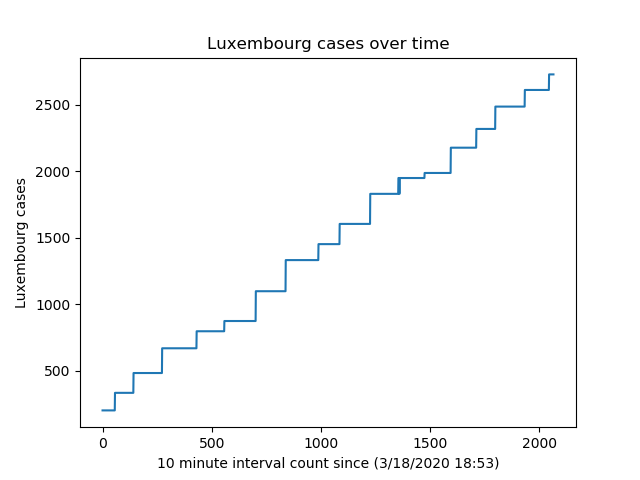 Luxembourg cases over time
2500
2000
1500
1000
500
Luxembourg cases
0 500 1000 1500 2000
10 minute interval count since (3/18/2020 18:53)